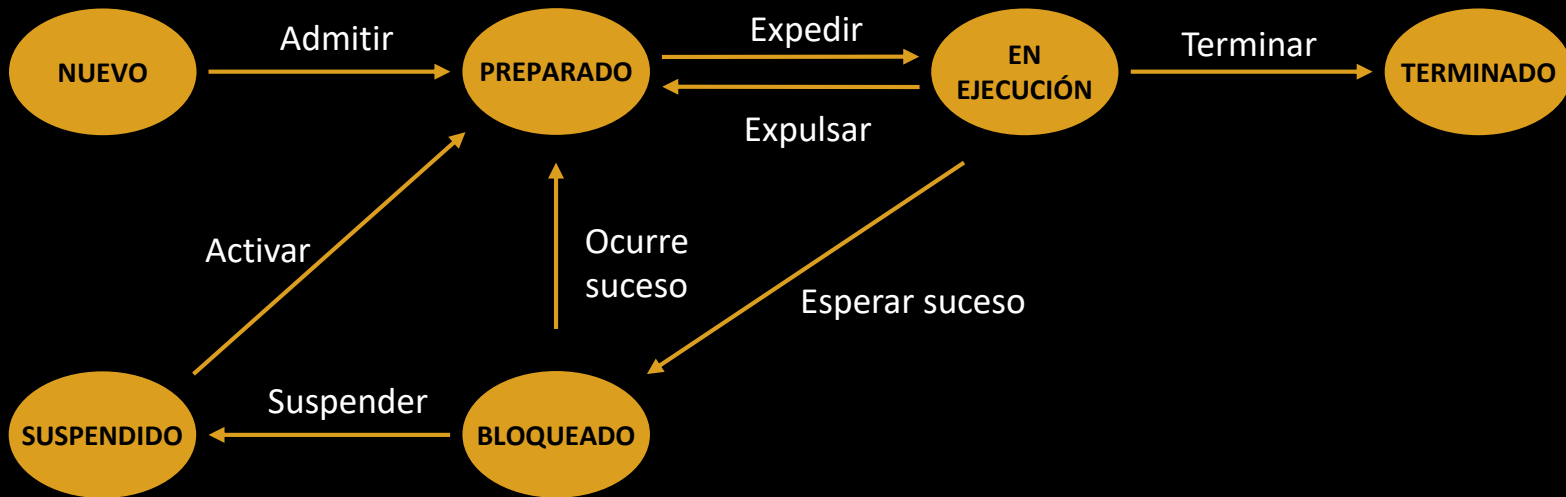 Admitir
Expedir
Terminar
NUEVO
PREPARADO
EN
EJECUCIÓN
TERMINADO
Expulsar
Activar
Ocurre
suceso
Esperar suceso
Suspender
SUSPENDIDO
BLOQUEADO